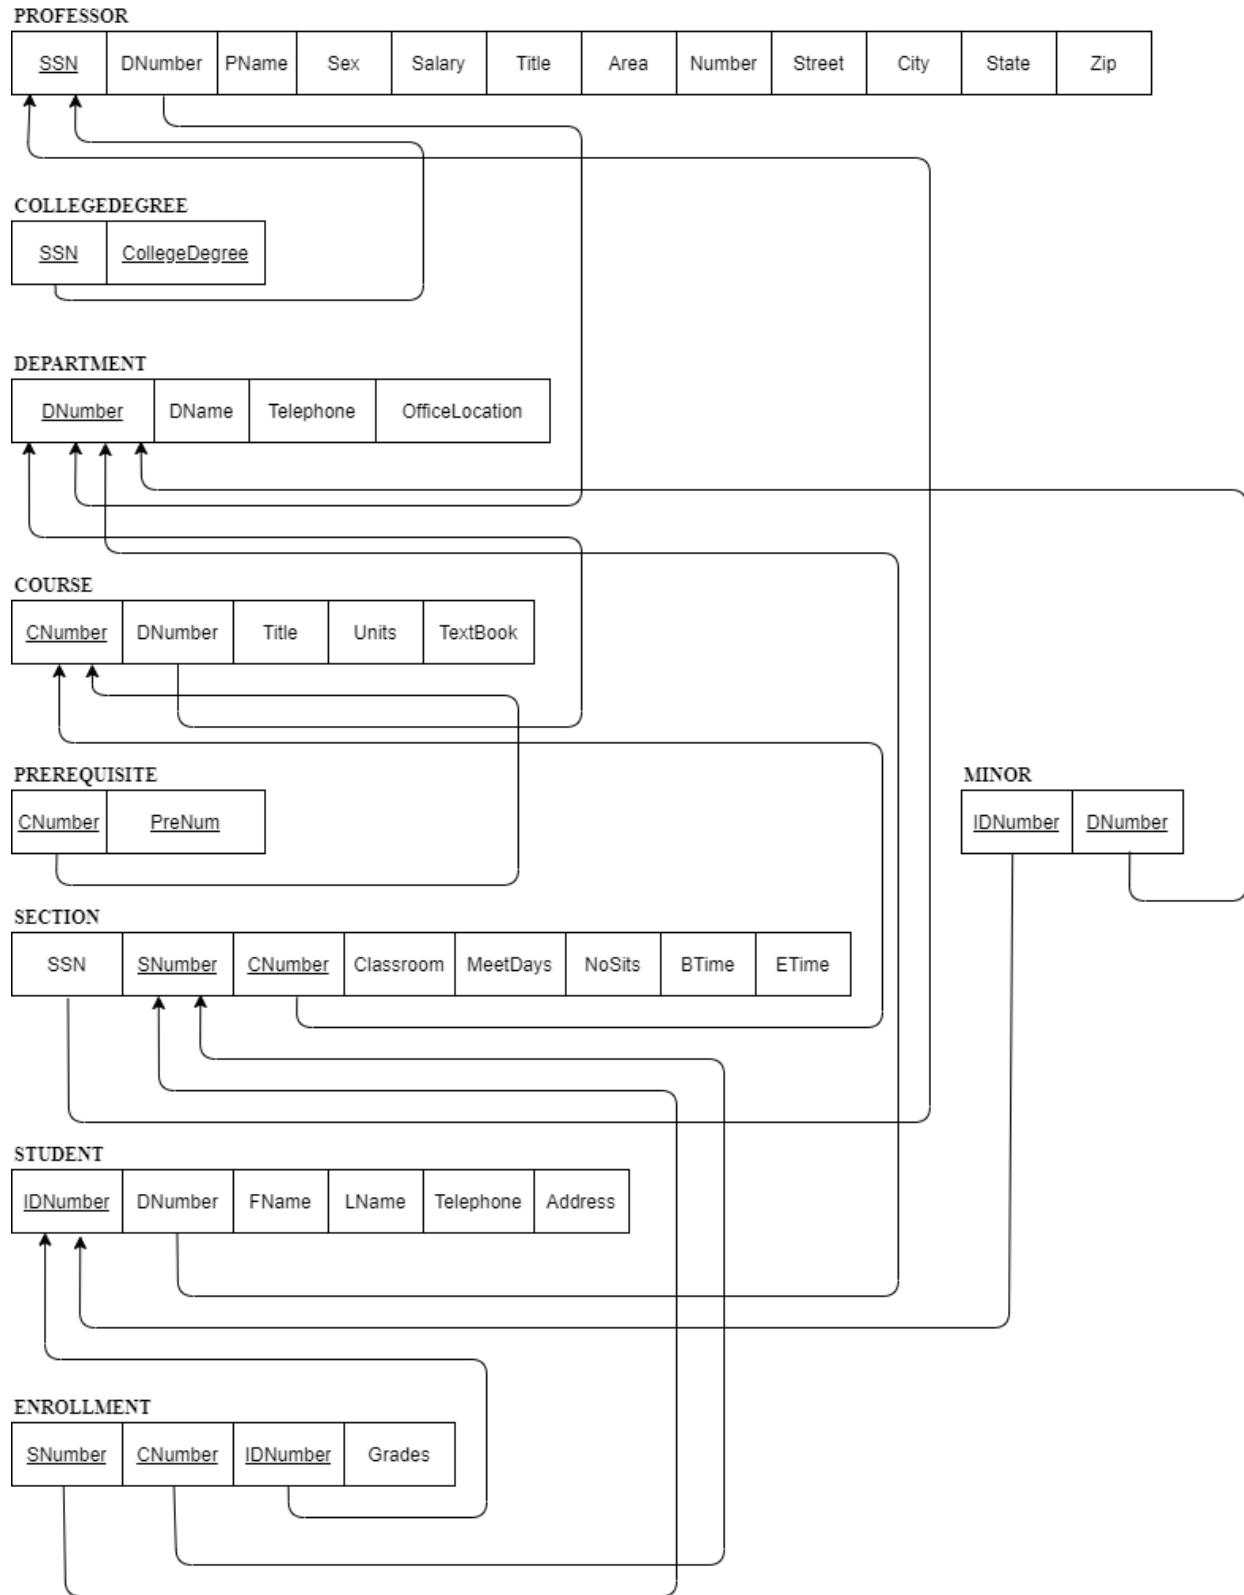 PROFESSOR
SSN DNumber PName Sex Salary Title Area Number Street City State Zip
COLLEGEDEGREE
SSN CollegeDegree
DEPARTMENT
DNumber DName Telephone OfficeLocation
COURSE
CNumber DNumber Title Units TextBook
PREREQUISITE
CNumber PreNum
MINOR
IDNumber DNumber
SECTION
SSN SNumber CNumber Classroom MeetDays NoSits BTime ETime
STUDENT
IDNumber DNumber FName LName Telephone Address
ENROLLMENT
SNumber CNumber IDNumber Grades